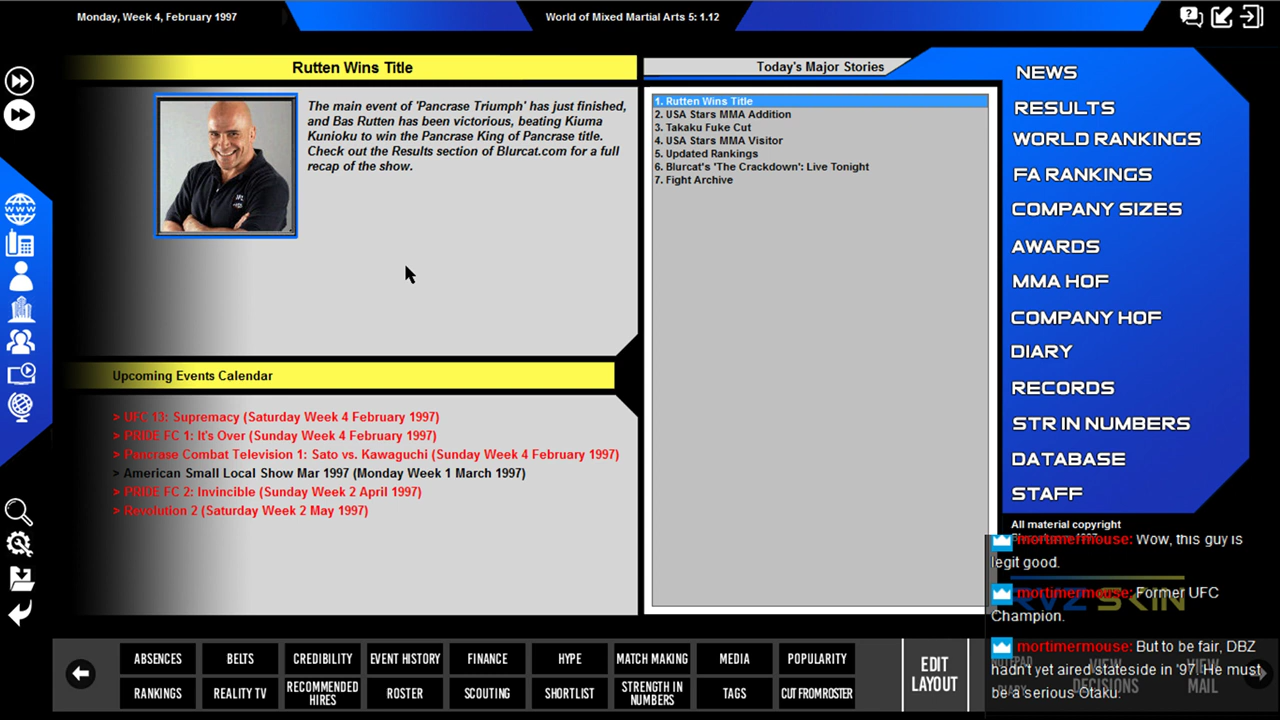 Monday, Week 4, February 1997
World of Mixed Martial Arts 5: 1.12
Rutten Wins Title
The main event of 'Pancrase Triumph' has just finished,
and Bas Rutten has been victorious, beating Kiuma
Kunioku to win the Pancrase King of Pancrase title.
Check out the Results section of Blurcat.com for a full
recap of the show.
Today's Major Stories
1. Rutten Wins Title
2. USA Stars MMA Addition
3. Takaku Fuke Cut
4. USA Stars MMA Visitor
5. Updated Rankings
6. Blurcat's 'The Crackdown': Live Tonight
7. Fight Archive
NEWS
RESULTS
WORLD RANKINGS
FA RANKINGS
COMPANY SIZES
AWARDS
MMA HOF
COMPANY HOF
DIARY
RECORDS
STR IN NUMBERS
DATABASE
STAFF
All material copyright
Upcoming Events Calendar
> UFC 13: Supremacy (Saturday Week 4 February 1997)
> PRIDE FC 1: It's Over (Sunday Week 4 February 1997)
> Pancrase Combat Television 1: Sato vs. Kawaguchi (Sunday Week 4 February 1997)
> American Small Local Show Mar 1997 (Monday Week 1 March 1997)
> PRIDE FC 2: Invincible (Sunday Week 2 April 1997)
> Revolution 2 (Saturday Week 2 May 1997)
mortimermouse: Wow, this guy is
legit good.
mortimermouse: Former UFC
Champion.
mortimermouse: But to be fair, DBZ
hadn't yet aired stateside in '97. He must
be a serious Otaku.
RVZ SKIN
WWW
ABSENCES
BELTS
CREDIBILITY
EVENT HISTORY
FINANCE
HYPE
MATCH MAKING
MEDIA
POPULARITY
RANKINGS
REALITY TV
RECOMMENDED
HIRES
ROSTER
SCOUTING
SHORTLIST
STRENGTH IN
NUMBERS
TAGS
CUT FROM ROSTER
EDIT
LAYOUT
VIEW
DECISIONS
VIEW
MAIL